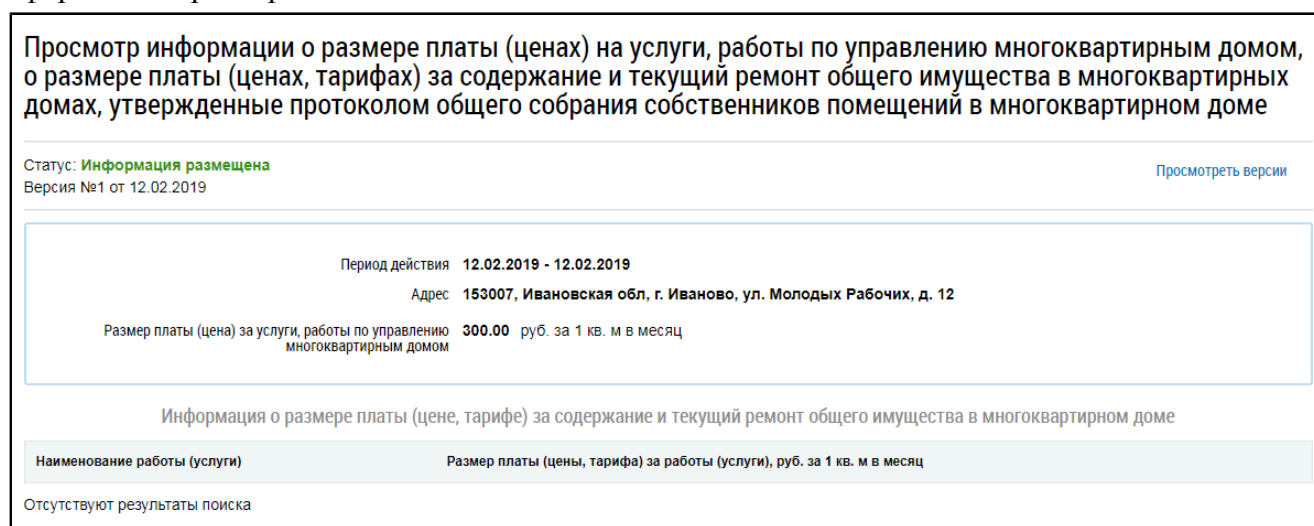 Просмотр информации о размере платы (ценах) на услуги, работы по управлению многоквартирным домом,
о размере платы (ценах, тарифах) за содержание и текущий ремонт общего имущества в многоквартирных
домах, утвержденные протоколом общего собрания собственников помещений в многоквартирном доме
Статус: Информация размещена
Просмотреть версии
Версия №1 от 12.02.2019
Период действия 12.02.2019 - 12.02.2019
Адрес 153007, Ивановская обл, г. Иваново, ул. Молодых Рабочих, д. 12
Размер платы (цена) за услуги, работы по управлению 300.00 руб. за 1 кв. м в месяц
многоквартирным домом
Информация о размере платы (цене, тарифе) за содержание и текущий ремонт общего имущества в многоквартирном доме
Наименование работы (услуги) Размер платы (цены, тарифа) за работы (услуги), руб. за 1 кв. м в месяц
Отсутствуют результаты поиска